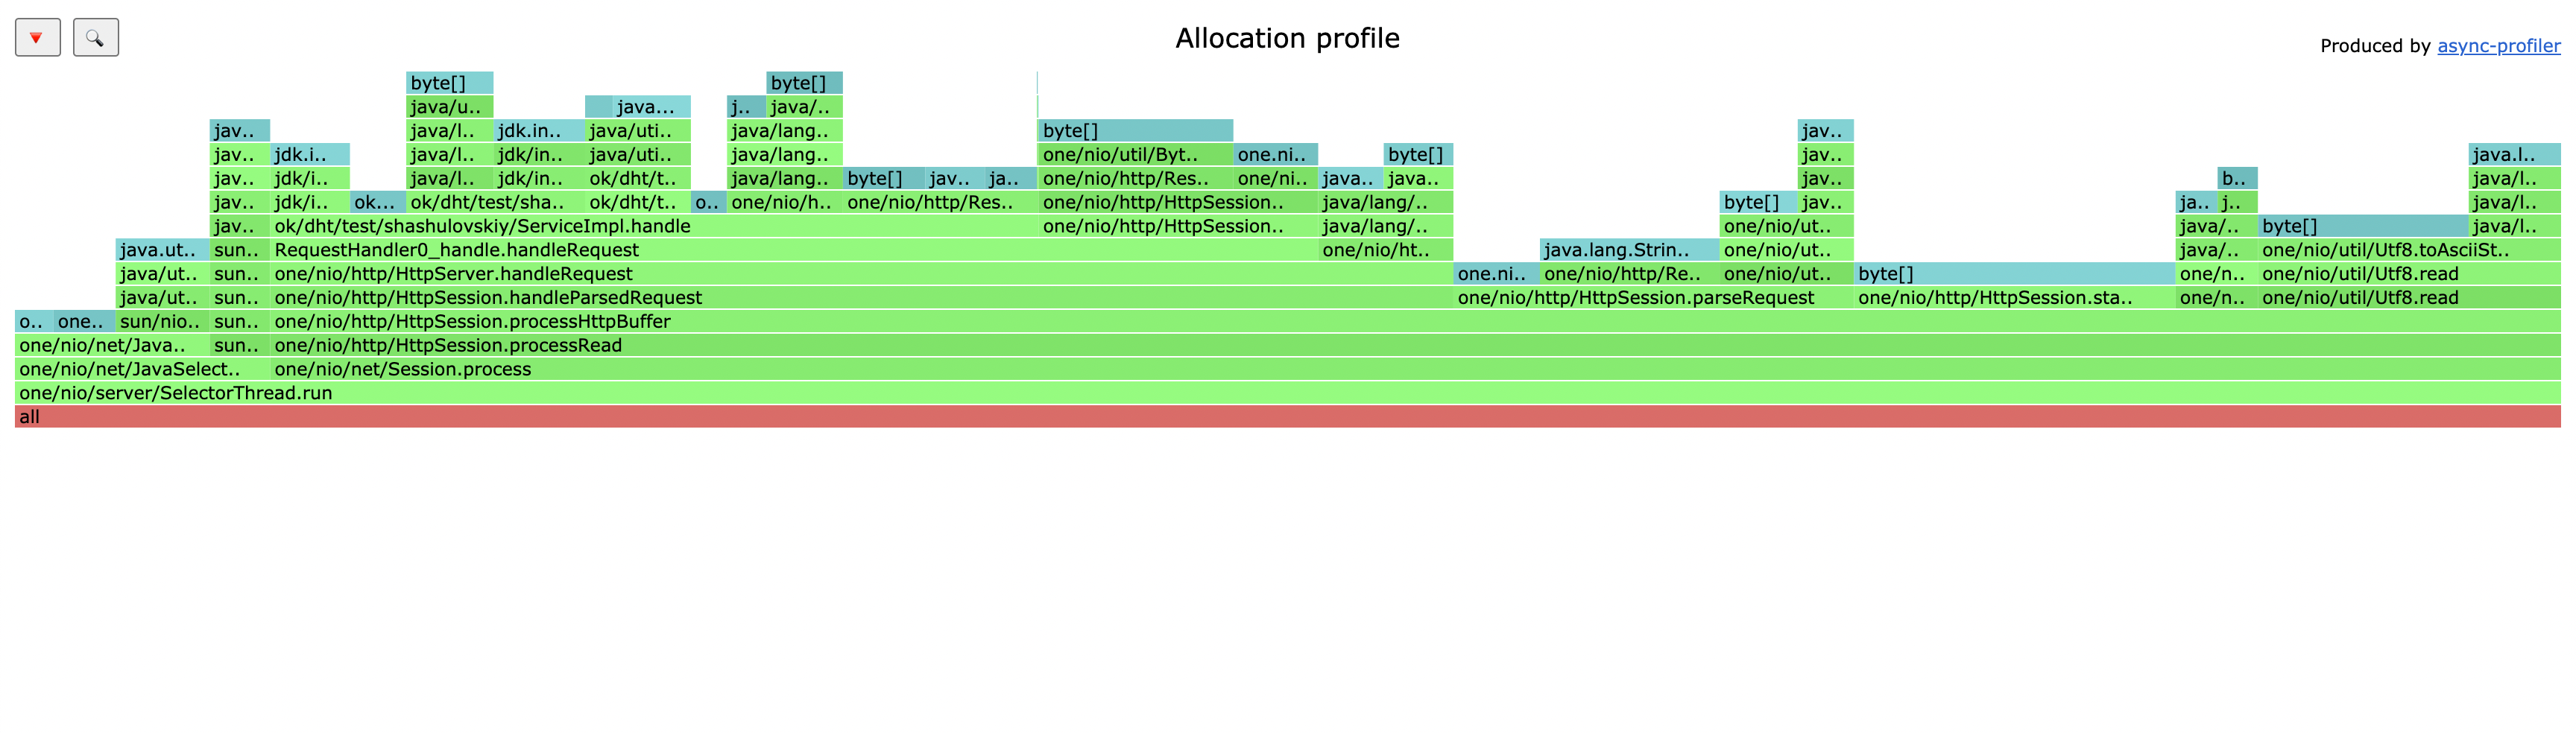 🔻 🔍 Allocation profile Produced by async-profiler
byte[] byte[]
java/u.. java... j.. java/..
jav.. java/l.. jdk.in.. java/uti.. java/lang.. byte[] jav..
jav.. jdk.i.. java/l.. jdk/in.. java/uti.. java/lang.. one/nio/util/Byt.. one.ni.. byte[] jav.. java.l..
jav.. jdk/i.. java/l.. jdk/in.. ok/dht/t.. java/lang.. byte[] jav.. ja.. one/nio/http/Res.. one/ni.. java.. java.. jav.. b.. java/l..
jav.. jdk/i.. ok... ok/dht/test/sha.. ok/dht/t.. o.. one/nio/h.. one/nio/http/Res.. one/nio/http/HttpSession.. java/lang/.. byte[] jav.. ja.. j.. java/l..
jav.. ok/dht/test/shashulovskiy/ServiceImpl.handle one/nio/http/HttpSession.. java/lang/.. one/nio/ut.. java/.. byte[] java/l..
java.ut.. sun.. RequestHandler0_handle.handleRequest one/nio/ht.. java.lang.Strin.. one/nio/ut.. java/.. one/nio/util/Utf8.toAsciiSt..
java/ut.. sun.. one/nio/http/HttpServer.handleRequest one.ni.. one/nio/http/Re.. one/nio/ut.. byte[] one/n.. one/nio/util/Utf8.read
java/ut.. sun.. one/nio/http/HttpSession.handleParsedRequest one/nio/http/HttpSession.parseRequest one/nio/http/HttpSession.sta.. one/n.. one/nio/util/Utf8.read
o.. one.. sun/nio.. sun.. one/nio/http/HttpSession.processHttpBuffer
one/nio/net/Java.. sun.. one/nio/http/HttpSession.processRead
one/nio/net/JavaSelect.. one/nio/net/Session.process
one/nio/server/SelectorThread.run
all